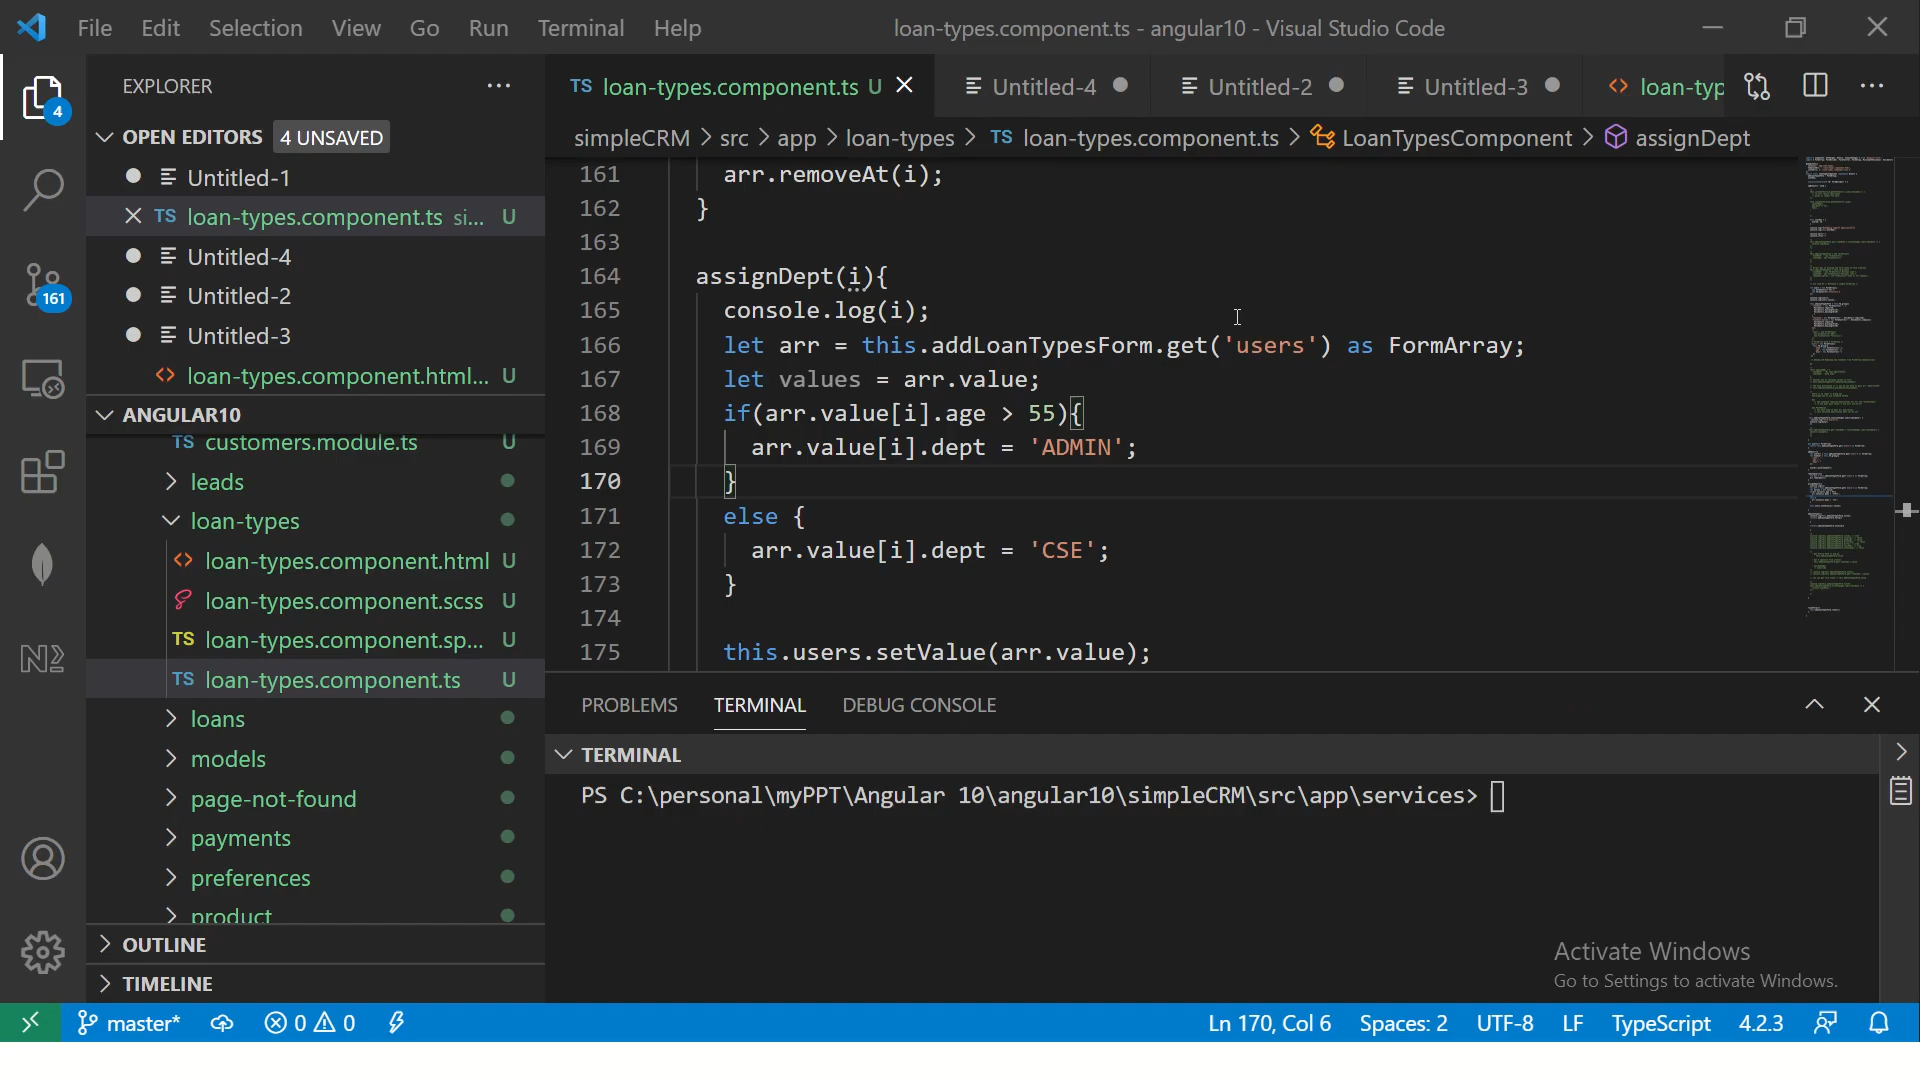 File Edit Selection View Go Run Terminal Help loan-types.component.ts - angular10 - Visual Studio Code
EXPLORER
TS loan-types.component.ts U Untitled-4 Untitled-2 Untitled-3 loan-typ
OPEN EDITORS 4 UNSAVED
simpleCRM > src > app > loan-types > TS loan-types.component.ts > LoanTypesComponent > assignDept
4
Untitled-1
TS loan-types.component.ts si... U
Untitled-4
Untitled-2
Untitled-3
loan-types.component.html... U
161
ANGULAR10
TS customers.module.ts U
leads
loan-types
loan-types.component.html U
loan-types.component.scss U
TS loan-types.component.sp... U
TS loan-types.component.ts U
loans
models
page-not-found
payments
preferences
product
OUTLINE
TIMELINE
161 arr.removeAt(i);
162 }
163
164 assignDept(i){
165 console.log(i);
166 let arr = this.addLoanTypesForm.get('users') as FormArray;
167 let values = arr.value;
168 if(arr.value[i].age > 55){
169 arr.value[i].dept = 'ADMIN';
170 }
171 else {
172 arr.value[i].dept = 'CSE';
173 }
174
175 this.users.setValue(arr.value);
PROBLEMS TERMINAL DEBUG CONSOLE
TERMINAL
PS C:\personal\myPPT\Angular 10\angular10\simpleCRM\src\app\services>
Activate Windows
Go to Settings to activate Windows.
master* 0 0 Ln 170, Col 6 Spaces: 2 UTF-8 LF TypeScript 4.2.3